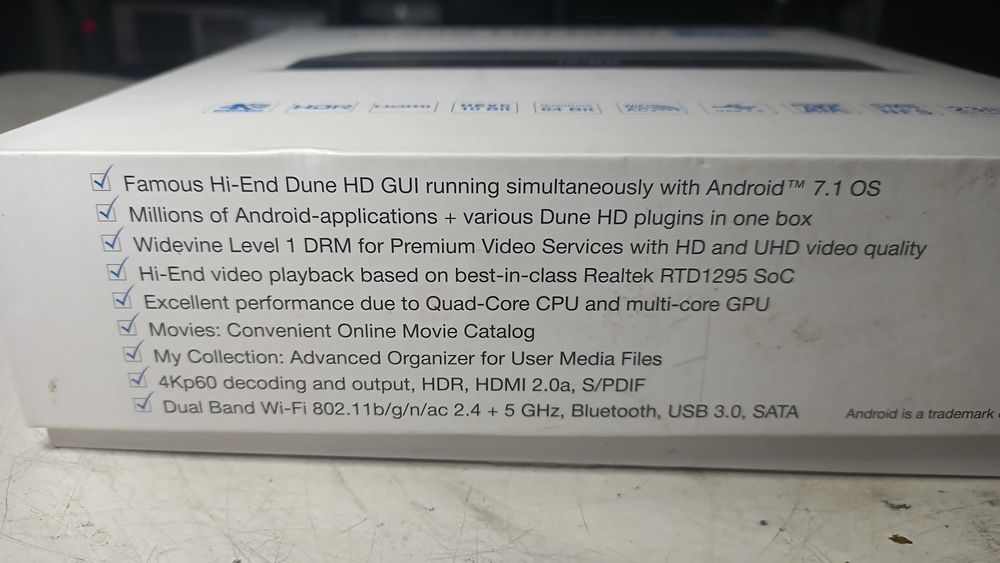 HDR HDMI
Famous Hi-End Dune HD GUI running simultaneously with Android™ 7.1 OS
Millions of Android-applications + various Dune HD plugins in one box
Widevine Level 1 DRM for Premium Video Services with HD and UHD video quality
Hi-End video playback based on best-in-class Realtek RTD1295 SoC
Excellent performance due to Quad-Core CPU and multi-core GPU
Movies: Convenient Online Movie Catalog
My Collection: Advanced Organizer for User Media Files
4Kp60 decoding and output, HDR, HDMI 2.0a, S/PDIF
Dual Band Wi-Fi 802.11b/g/n/ac 2.4 + 5 GHz, Bluetooth, USB 3.0, SATA
Android is a trademark